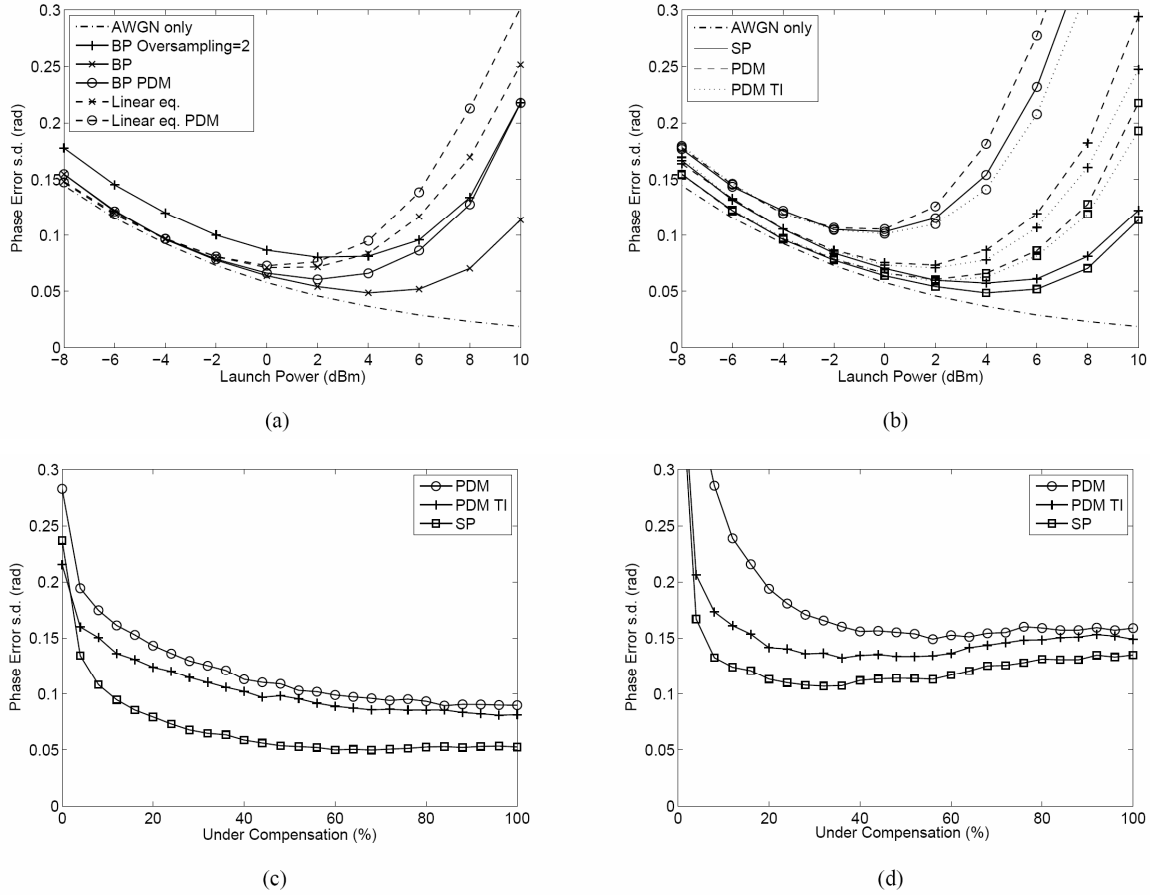 0.3
0.25
0.2
0.15
0.1
0.05
0
Phase Error s.d. (rad)
AWGN only
BP Oversampling=2
BP
BP PDM
Linear eq.
Linear eq. PDM
−8 −6 −4 −2 0 2 4 6 8 10
Launch Power (dBm)
(a)
0.3
0.25
0.2
0.15
0.1
0.05
0
Phase Error s.d. (rad)
AWGN only
SP
PDM
PDM TI
−8 −6 −4 −2 0 2 4 6 8 10
Launch Power (dBm)
(b)
0.3
0.25
0.2
0.15
0.1
0.05
0
Phase Error s.d. (rad)
PDM
PDM TI
SP
0 20 40 60 80 100
Under Compensation (%)
(c)
0.3
0.25
0.2
0.15
0.1
0.05
0
Phase Error s.d. (rad)
PDM
PDM TI
SP
0 20 40 60 80 100
Under Compensation (%)
(d)